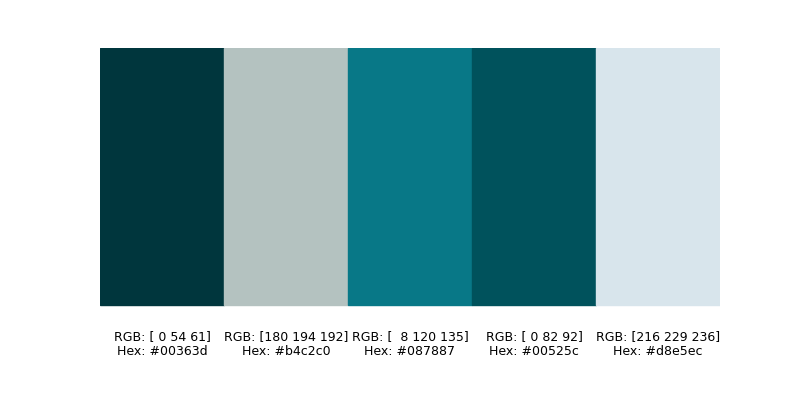 RGB: [ 0 54 61] RGB: [180 194 192] RGB: [  8 120 135] RGB: [ 0 82 92] RGB: [216 229 236]
Hex: #00363d Hex: #b4c2c0 Hex: #087887 Hex: #00525c Hex: #d8e5ec